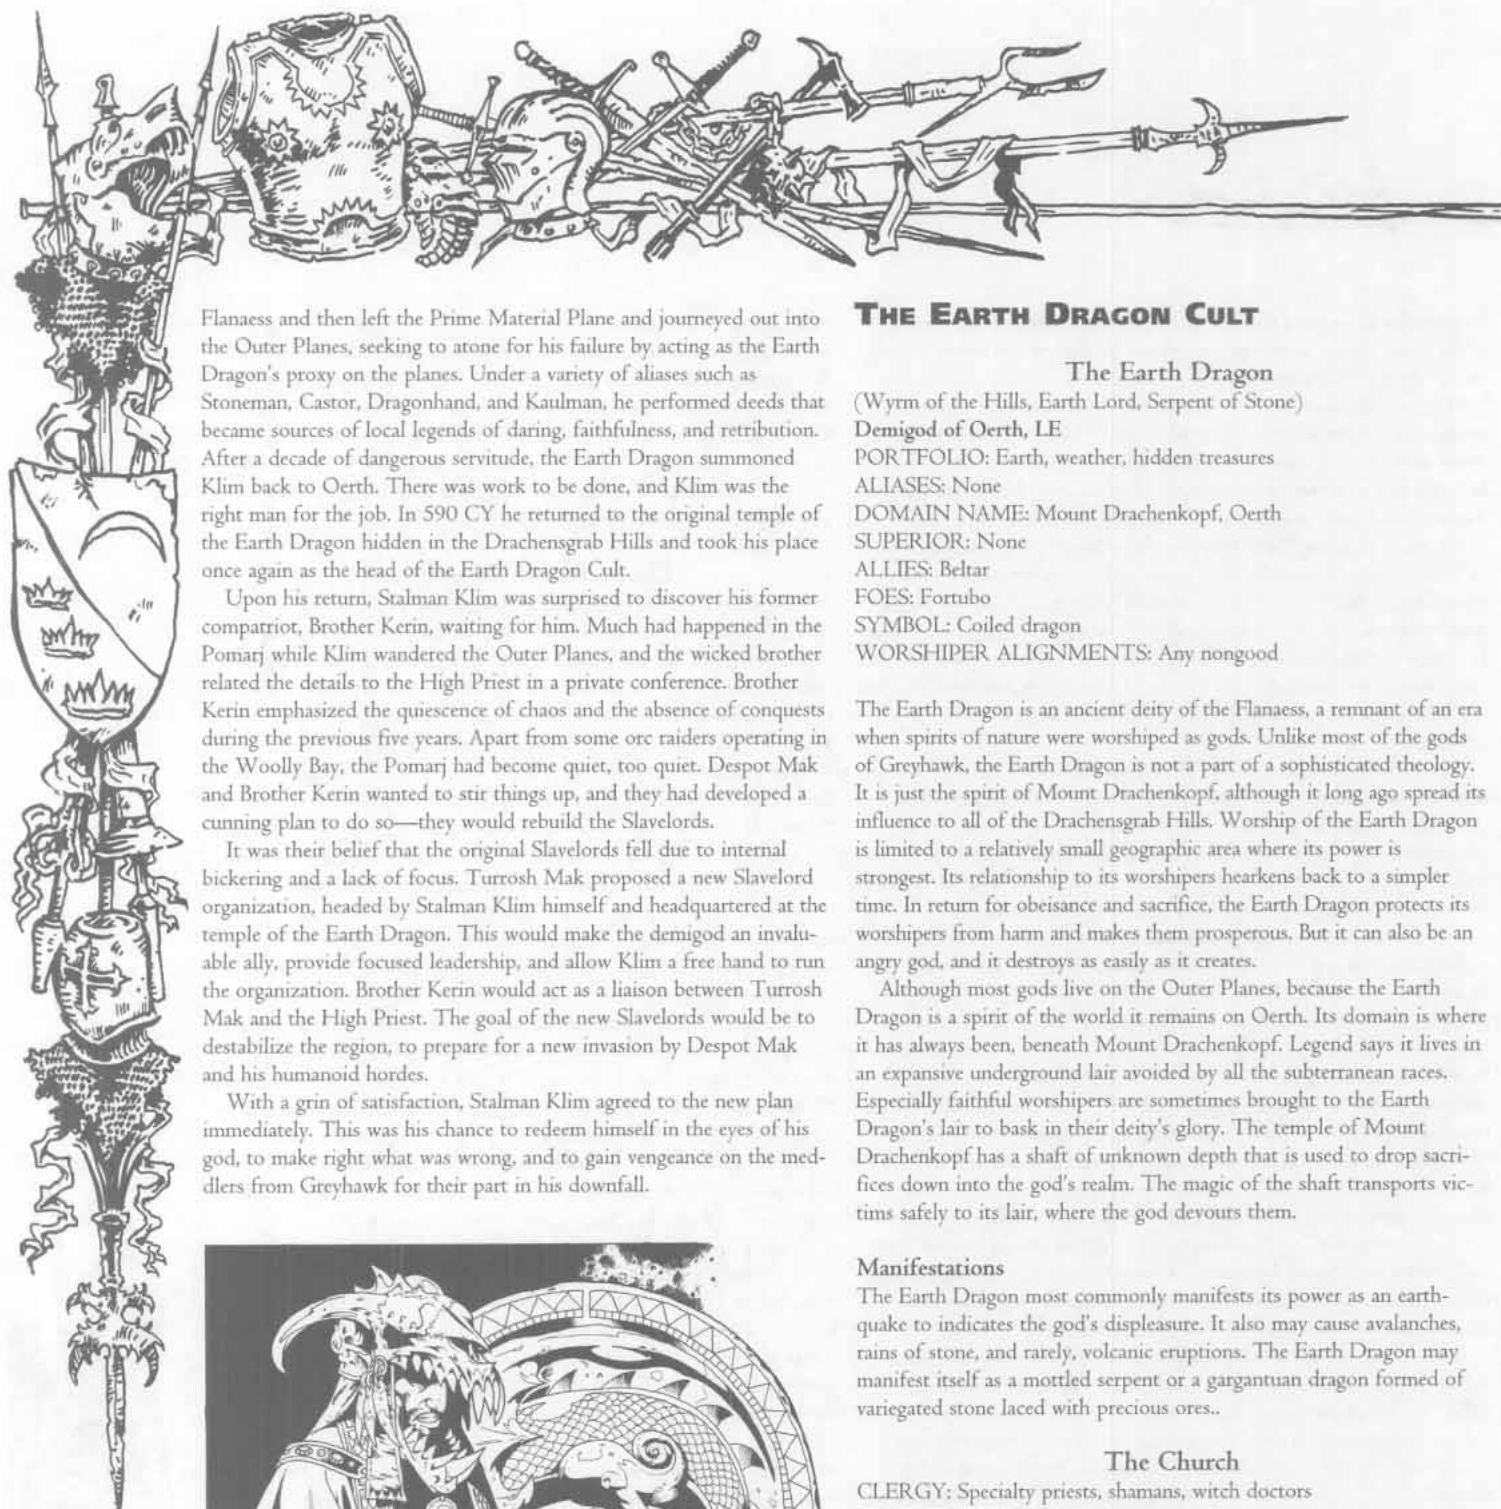 Flanaess and then left the Prime Material Plane and journeyed out into
the Outer Planes, seeking to atone for his failure by acting as the Earth
Dragon's proxy on the planes. Under a variety of aliases such as
Stoneman, Castor, Dragonhand, and Kaulman, he performed deeds that
became sources of local legends of daring, faithfulness, and retribution.
After a decade of dangerous servitude, the Earth Dragon summoned
Klim back to Oerth. There was work to be done, and Klim was the
right man for the job. In 590 CY he returned to the original temple of
the Earth Dragon hidden in the Drachensgrab Hills and took his place
once again as the head of the Earth Dragon Cult.
Upon his return, Stalman Klim was surprised to discover his former
compatriot, Brother Kerin, waiting for him. Much had happened in the
Pomarj while Klim wandered the Outer Planes, and the wicked brother
related the details to the High Priest in a private conference. Brother
Kerin emphasized the quiescence of chaos and the absence of conquests
during the previous five years. Apart from some orc raiders operating in
the Woolly Bay, the Pomarj had become quiet, too quiet. Despot Mak
and Brother Kerin wanted to stir things up, and they had developed a
cunning plan to do so—they would rebuild the Slavelords.
It was their belief that the original Slavelords fell due to internal
bickering and a lack of focus. Turrosh Mak proposed a new Slavelord
organization, headed by Stalman Klim himself and headquartered at the
temple of the Earth Dragon. This would make the demigod an invalu-
able ally, provide focused leadership, and allow Klim a free hand to run
the organization. Brother Kerin would act as a liaison between Turrosh
Mak and the High Priest. The goal of the new Slavelords would be to
destabilize the region, to prepare for a new invasion by Despot Mak
and his humanoid hordes.
With a grin of satisfaction, Stalman Klim agreed to the new plan
immediately. This was his chance to redeem himself in the eyes of his
god, to make right what was wrong, and to gain vengeance on the med-
dlers from Greyhawk for their part in his downfall.
THE EARTH DRAGON CULT
The Earth Dragon
(Wyrm of the Hills, Earth Lord, Serpent of Stone)
Demigod of Oerth, LE
PORTFOLIO: Earth, weather, hidden treasures
ALIASES: None
DOMAIN NAME: Mount Drachenkopf, Oerth
SUPERIOR: None
ALLIES: Beltar
FOES: Fortubo
SYMBOL: Coiled dragon
WORSHIPER ALIGNMENTS: Any nongood
The Earth Dragon is an ancient deity of the Flanaess, a remnant of an era
when spirits of nature were worshiped as gods. Unlike most of the gods
of Greyhawk, the Earth Dragon is not a part of a sophisticated theology.
It is just the spirit of Mount Drachenkopf, although it long ago spread its
influence to all of the Drachensgrab Hills. Worship of the Earth Dragon
is limited to a relatively small geographic area where its power is
strongest. Its relationship to its worshipers hearkens back to a simpler
time. In return for obeisance and sacrifice, the Earth Dragon protects its
worshipers from harm and makes them prosperous. But it can also be an
angry god, and it destroys as easily as it creates.
Although most gods live on the Outer Planes, because the Earth
Dragon is a spirit of the world it remains on Oerth. Its domain is where
it has always been, beneath Mount Drachenkopf. Legend says it lives in
an expansive underground lair avoided by all the subterranean races.
Especially faithful worshipers are sometimes brought to the Earth
Dragon's lair to bask in their deity's glory. The temple of Mount
Drachenkopf has a shaft of unknown depth that is used to drop sacri-
fices down into the god's realm. The magic of the shaft transports vic-
tims safely to its lair, where the god devours them.
Manifestations
The Earth Dragon most commonly manifests its power as an earth-
quake to indicates the god's displeasure. It also may cause avalanches,
rains of stone, and rarely, volcanic eruptions. The Earth Dragon may
manifest itself as a mottled serpent or a gargantuan dragon formed of
variegated stone laced with precious ores..
The Church
CLERGY: Specialty priests, shamans, witch doctors